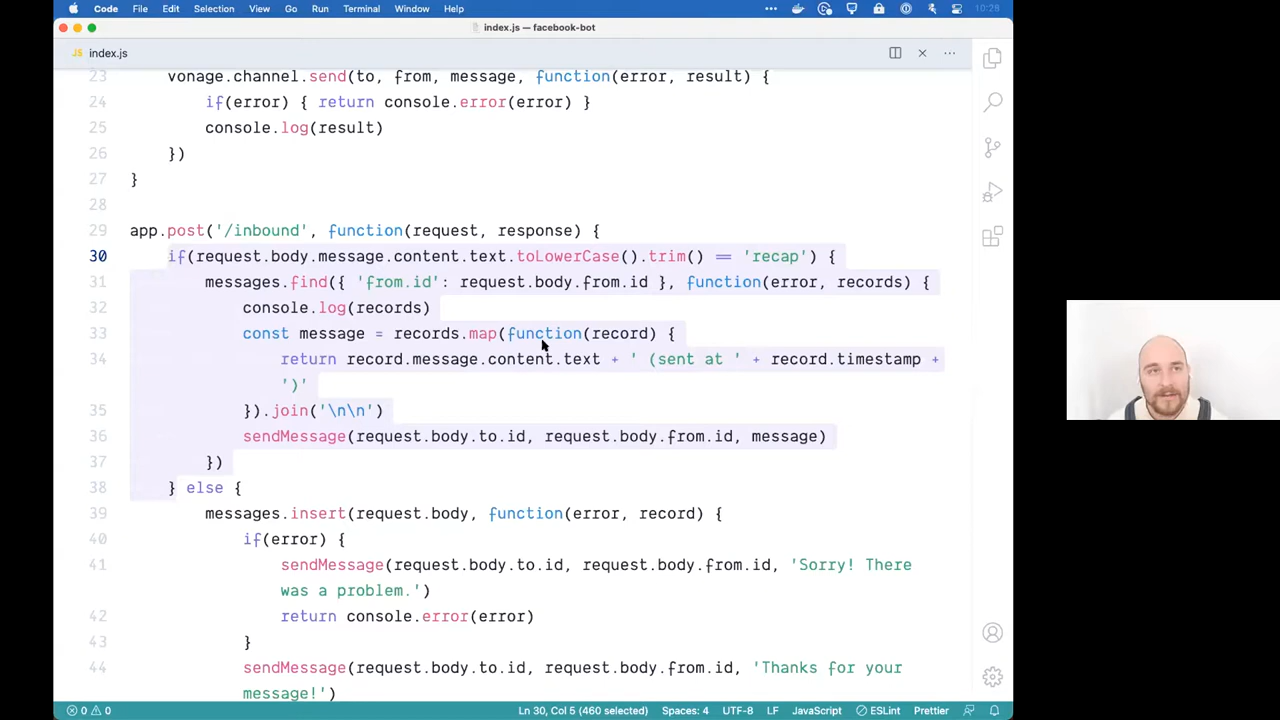 Code File Edit Selection View Go Run Terminal Window Help 10:28
index.js — facebook-bot
JS index.js
23 vonage.channel.send(to, from, message, function(error, result) {
24 if(error) { return console.error(error) }
25 console.log(result)
26 })
27 }
28
29 app.post('/inbound', function(request, response) {
30 if(request.body.message.content.text.toLowerCase().trim() == 'recap') {
31 messages.find({ 'from.id': request.body.from.id }, function(error, records) {
32 console.log(records)
33 const message = records.map(function(record) {
34 return record.message.content.text + ' (sent at ' + record.timestamp +
')'
35 }).join('\n\n')
36 sendMessage(request.body.to.id, request.body.from.id, message)
37 })
38 } else {
39 messages.insert(request.body, function(error, record) {
40 if(error) {
41 sendMessage(request.body.to.id, request.body.from.id, 'Sorry! There
was a problem.')
42 return console.error(error)
43 }
44 sendMessage(request.body.to.id, request.body.from.id, 'Thanks for your
message!')
0 0 Ln 30, Col 5 (460 selected) Spaces: 4 UTF-8 LF JavaScript ESLint Prettier